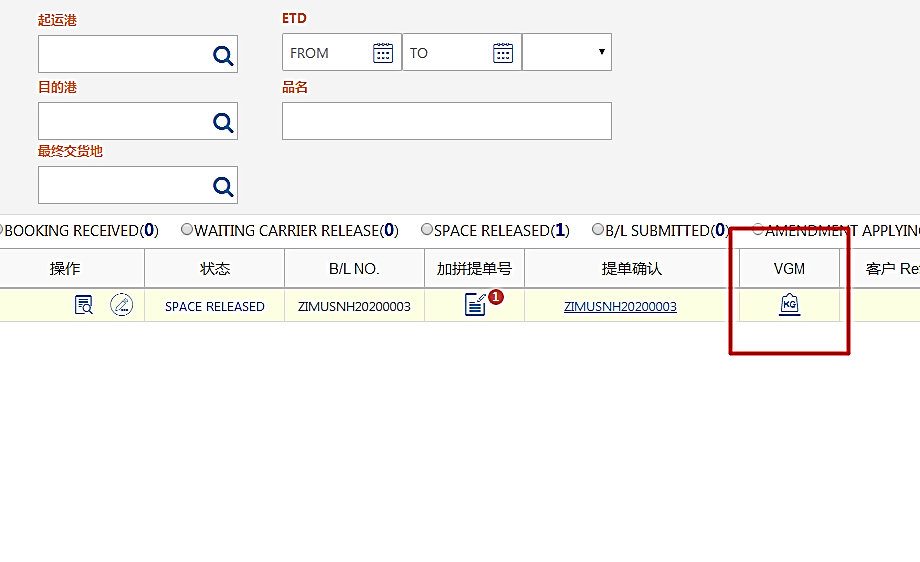 起运港
ETD
FROM
TO
目的港
品名
最终交货地
BOOKING RECEIVED(0) WAITING CARRIER RELEASE(0) SPACE RELEASED(1) B/L SUBMITTED(0) AMENDMENT APPLYING
操作 状态 B/L NO. 加拼提单号 提单确认 VGM 客户 Re
SPACE RELEASED ZIMUSNH20200003 1 ZIMUSNH20200003 KG